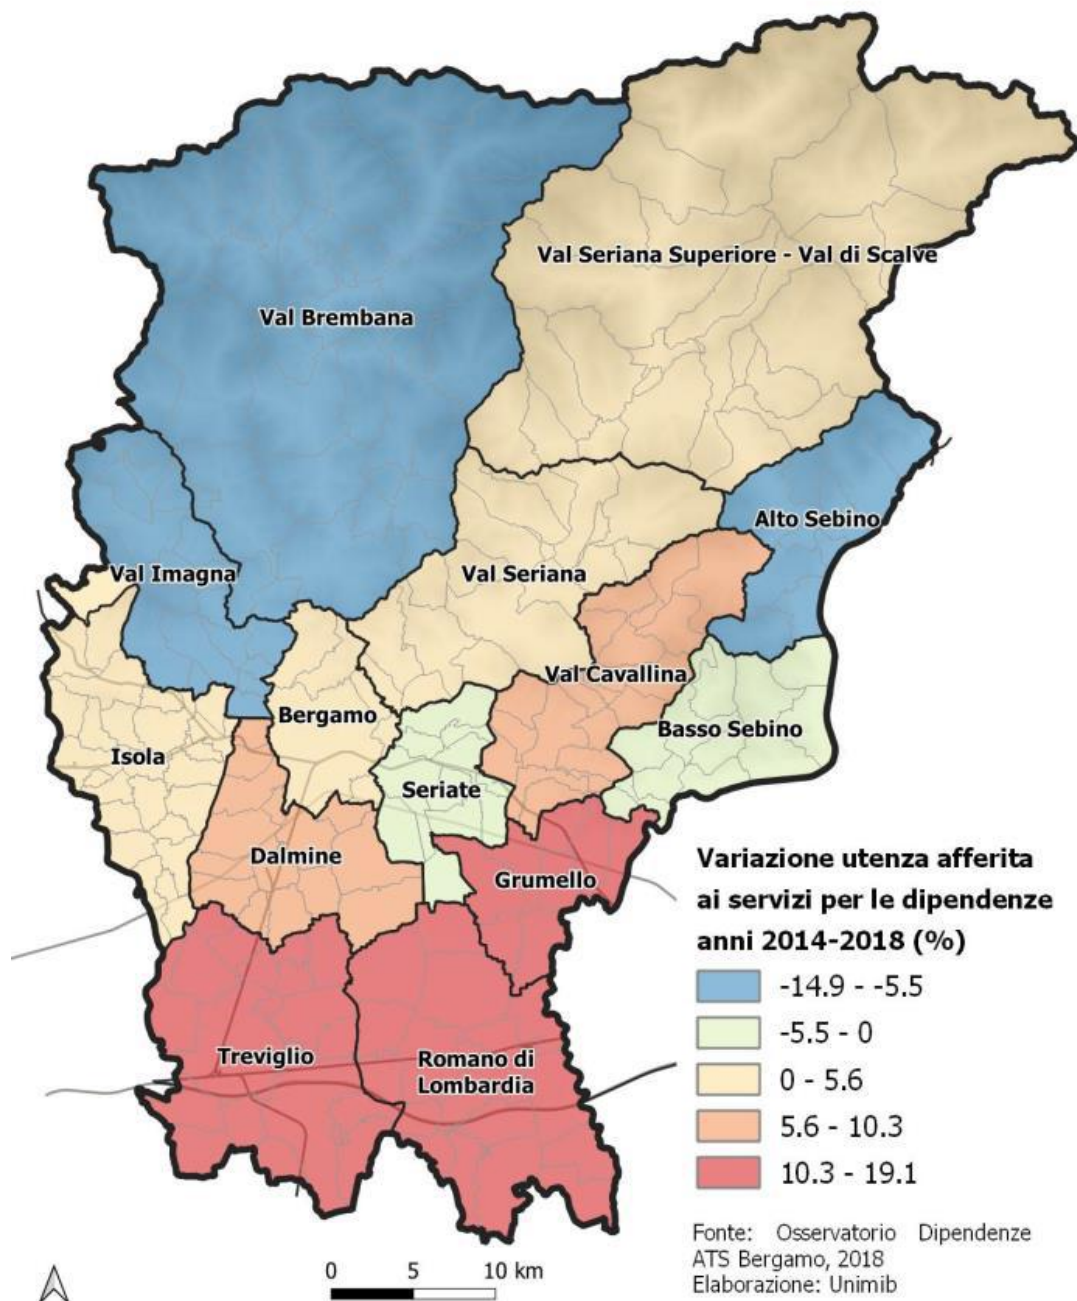 Val Seriana Superiore - Val di Scalve
Val Brembana
Alto Sebino
Val Imagna
Val Seriana
Val Cavallina
Bergamo
Basso Sebino
Isola
Seriate
Dalmine
Grumello
Treviglio
Romano di
Lombardia
Variazione utenza afferita
ai servizi per le dipendenze
anni 2014-2018 (%)
-14.9 - -5.5
-5.5 - 0
0 - 5.6
5.6 - 10.3
10.3 - 19.1
Fonte: Osservatorio Dipendenze
ATS Bergamo, 2018
Elaborazione: Unimib
0 5 10 km